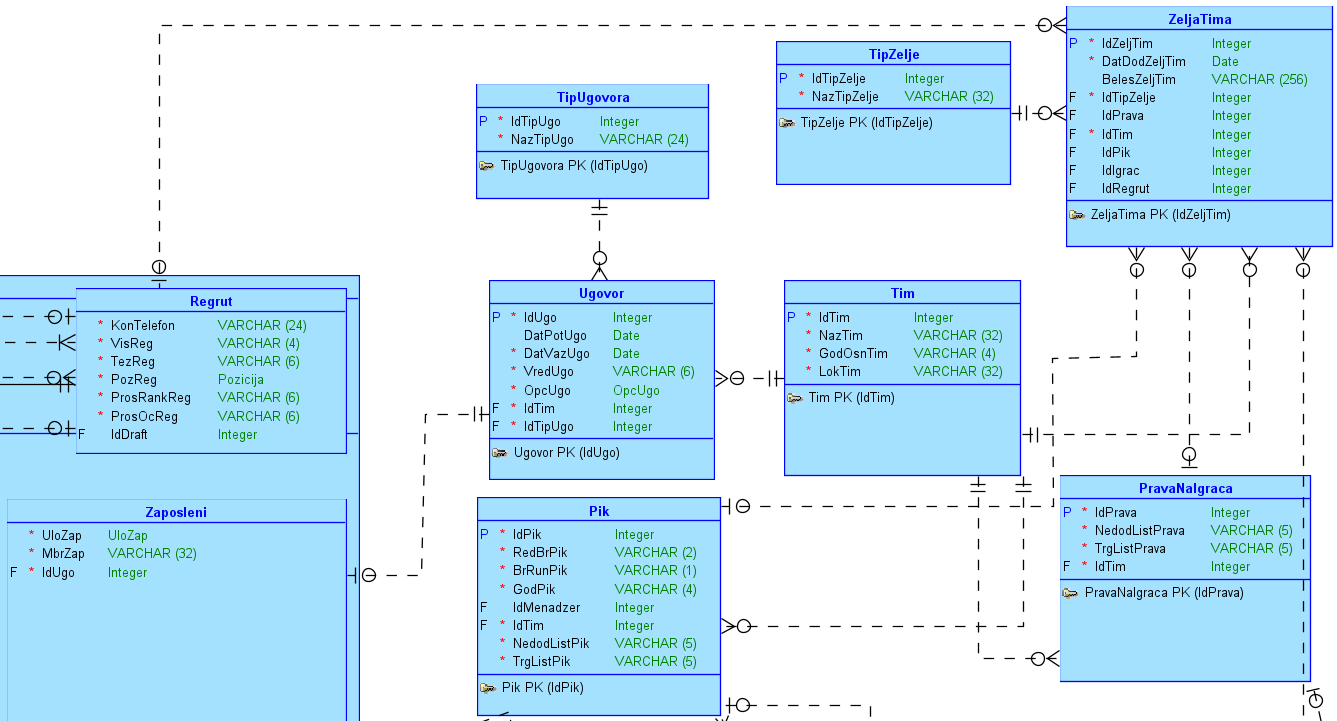 ZeljaTima
P * IdZeljTim Integer
* DatDodZeljTim Date
BelesZeljTim VARCHAR (256)
F * IdTipZelje Integer
F IdPrava Integer
F * IdTim Integer
F IdPik Integer
F IdIgrac Integer
F IdRegrut Integer
ZeljaTima PK (IdZeljTim)
TipZelje
P * IdTipZelje Integer
* NazTipZelje VARCHAR (32)
TipZelje PK (IdTipZelje)
TipUgovora
P * IdTipUgo Integer
* NazTipUgo VARCHAR (24)
TipUgovora PK (IdTipUgo)
Regrut
* KonTelefon VARCHAR (24)
* VisReg VARCHAR (4)
* TezReg VARCHAR (6)
* PozReg Pozicija
* ProsRankReg VARCHAR (6)
* ProsOcReg VARCHAR (6)
F IdDraft Integer
Ugovor
P * IdUgo Integer
DatPotUgo Date
* DatVazUgo Date
* VredUgo VARCHAR (6)
* OpcUgo OpcUgo
F * IdTim Integer
F * IdTipUgo Integer
Ugovor PK (IdUgo)
Tim
P * IdTim Integer
* NazTim VARCHAR (32)
* GodOsnTim VARCHAR (4)
* LokTim VARCHAR (32)
Tim PK (IdTim)
Zaposleni
* UloZap UloZap
* MbrZap VARCHAR (32)
F * IdUgo Integer
Pik
P * IdPik Integer
* RedBrPik VARCHAR (2)
* BrRunPik VARCHAR (1)
* GodPik VARCHAR (4)
F IdMenadzer Integer
F * IdTim Integer
* NedodListPik VARCHAR (5)
* TrgListPik VARCHAR (5)
Pik PK (IdPik)
PravaNaIgraca
P * IdPrava Integer
* NedodListPrava VARCHAR (5)
* TrgListPrava VARCHAR (5)
F * IdTim Integer
PravaNaIgraca PK (IdPrava)